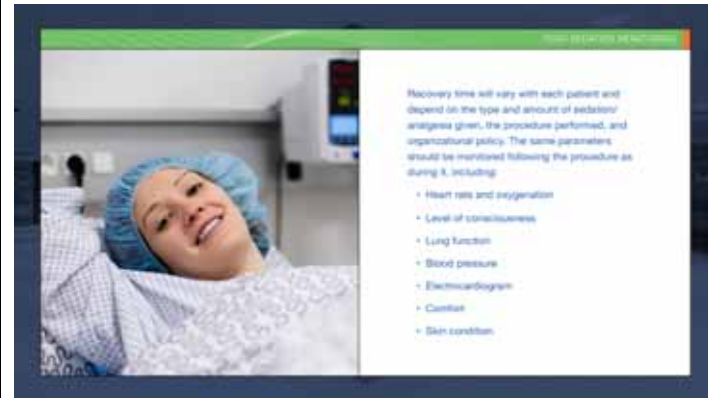 POST-SEDATION MONITORING
Recovery time will vary with each patient and
depend on the type and amount of sedation/
analgesia given, the procedure performed, and
organizational policy. The same parameters
should be monitored following the procedure as
during it, including:
• Heart rate and oxygenation
• Level of consciousness
• Lung function
• Blood pressure
• Electrocardiogram
• Comfort
• Skin condition